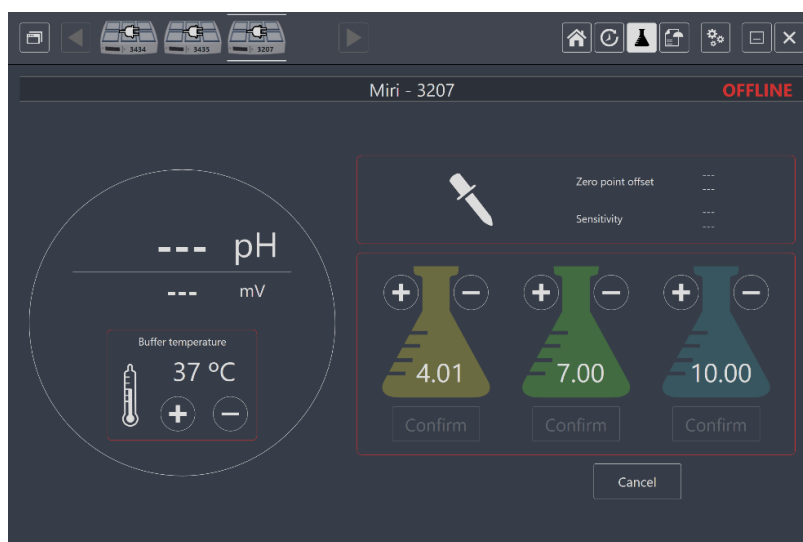 3434
3435
3207
Miri - 3207
OFFLINE
Zero point offset
---
---
Sensitivity
---
---
--- pH
--- mV
Buffer temperature
37 ºC
+ −
+ − + − + −
4.01 7.00 10.00
Confirm Confirm Confirm
Cancel